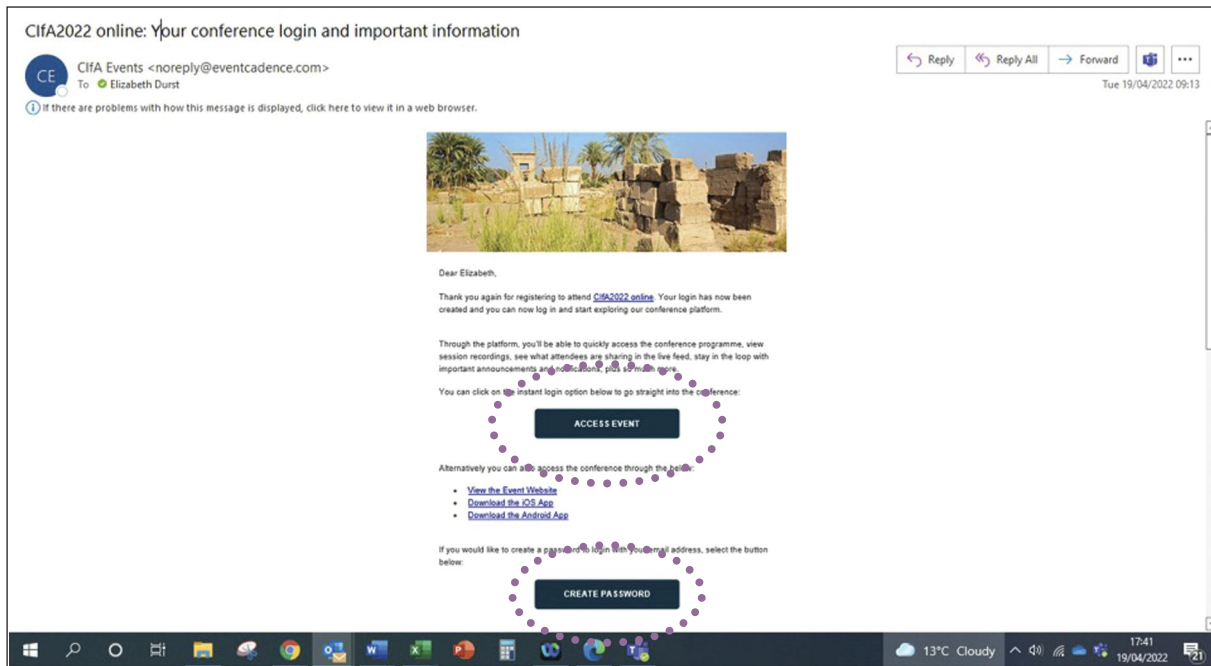 CIfA2022 online: Your conference login and important information
CE
CIfA Events <noreply@eventcadence.com>
To Elizabeth Durst
Reply
Reply All
Forward
Tue 19/04/2022 09:13
If there are problems with how this message is displayed, click here to view it in a web browser.
Dear Elizabeth,
Thank you again for registering to attend CIfA2022 online. Your login has now been
created and you can now log in and start exploring our conference platform.
Through the platform, you'll be able to quickly access the conference programme, view
session recordings, see what attendees are sharing in the live feed, stay in the loop with
important announcements and notifications, plus so much more.
You can click on the instant login option below to go straight into the conference:
ACCESS EVENT
Alternatively you can also access the conference through the below:
View the Event Website
Download the iOS App
Download the Android App
If you would like to create a password to login with your email address, select the button
below:
CREATE PASSWORD
13°C Cloudy
17:41
19/04/2022
21